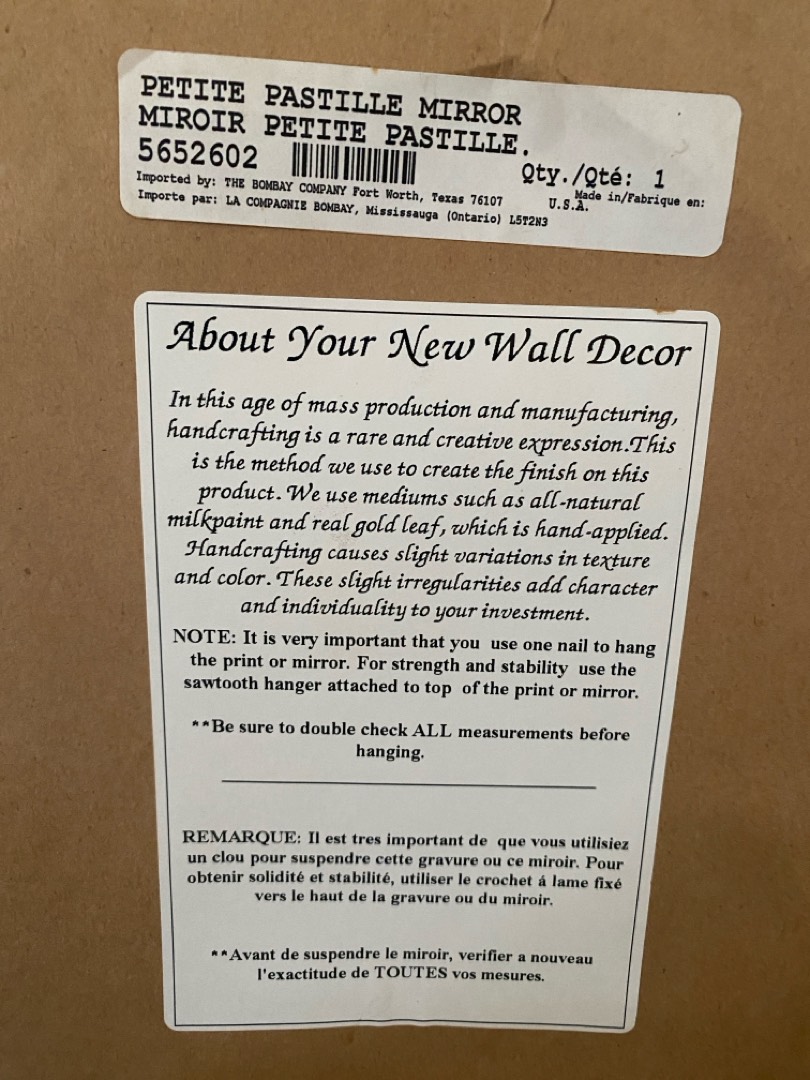 PETITE PASTILLE MIRROR
MIROIR PETITE PASTILLE.
5652602
Qty./Qté: 1
Imported by: THE BOMBAY COMPANY Fort Worth, Texas 76107
Made in/Fabrique en:
U.S.A.
Importe par: LA COMPAGNIE BOMBAY, Mississauga (Ontario) L5T2N3
About Your New Wall Decor
In this age of mass production and manufacturing,
handcrafting is a rare and creative expression.This
is the method we use to create the finish on this
product. We use mediums such as all-natural
milkpaint and real gold leaf, which is hand-applied.
Handcrafting causes slight variations in texture
and color. These slight irregularities add character
and individuality to your investment.
NOTE: It is very important that you use one nail to hang
the print or mirror. For strength and stability use the
sawtooth hanger attached to top of the print or mirror.
**Be sure to double check ALL measurements before
hanging.
REMARQUE: Il est tres important de que vous utilisiez
un clou pour suspendre cette gravure ou ce miroir. Pour
obtenir solidité et stabilité, utiliser le crochet á lame fixé
vers le haut de la gravure ou du miroir.
**Avant de suspendre le miroir, verifier a nouveau
l'exactitude de TOUTES vos mesures.